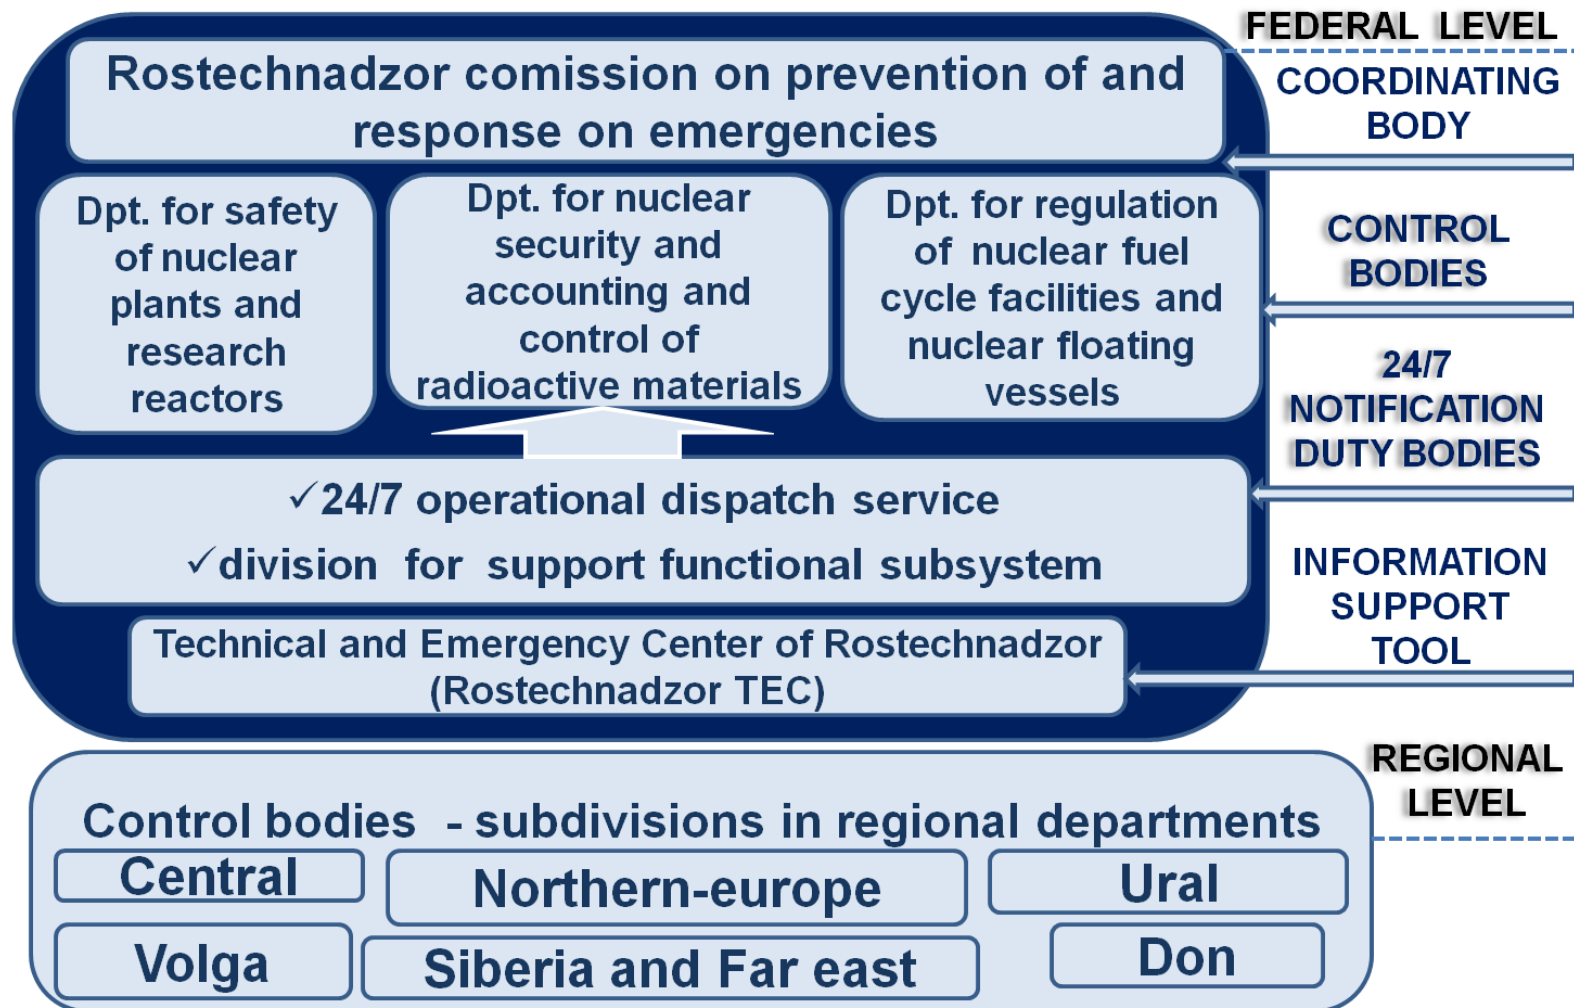 FEDERAL LEVEL
Rostechnadzor comission on prevention of and
response on emergencies
COORDINATING
BODY
Dpt. for safety
of nuclear
plants and
research
reactors
Dpt. for nuclear
security and
accounting and
control of
radioactive materials
Dpt. for regulation
of nuclear fuel
cycle facilities and
nuclear floating
vessels
CONTROL
BODIES
24/7
NOTIFICATION
DUTY BODIES
✓24/7 operational dispatch service
✓division for support functional subsystem
INFORMATION
SUPPORT
TOOL
Technical and Emergency Center of Rostechnadzor
(Rostechnadzor TEC)
REGIONAL
LEVEL
Control bodies - subdivisions in regional departments
Central
Northern-europe
Ural
Volga
Siberia and Far east
Don